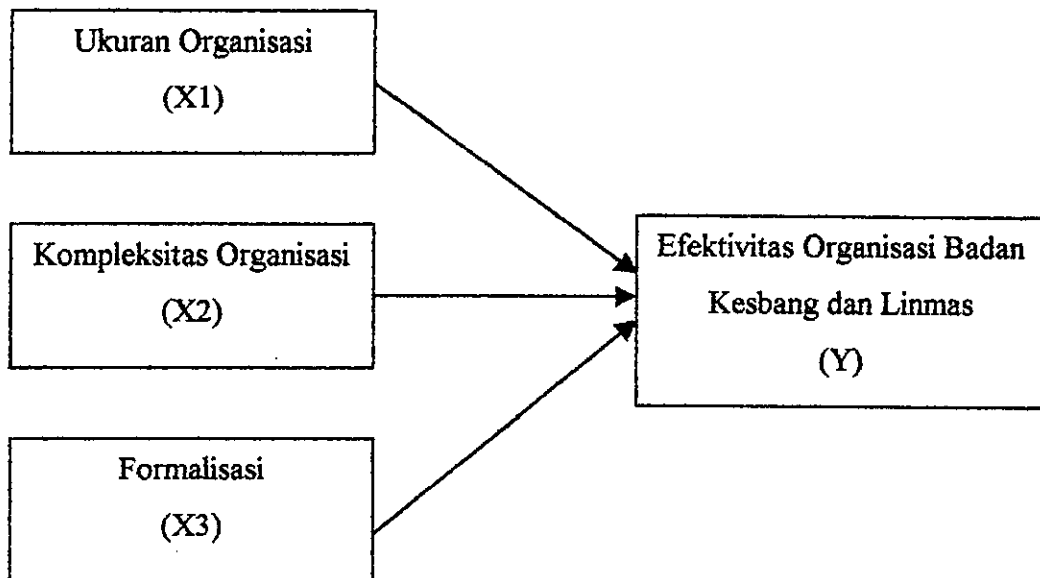 Ukuran Organisasi
(X1)
Kompleksitas Organisasi
(X2)
Formalisasi
(X3)
Efektivitas Organisasi Badan
Kesbang dan Linmas
(Y)